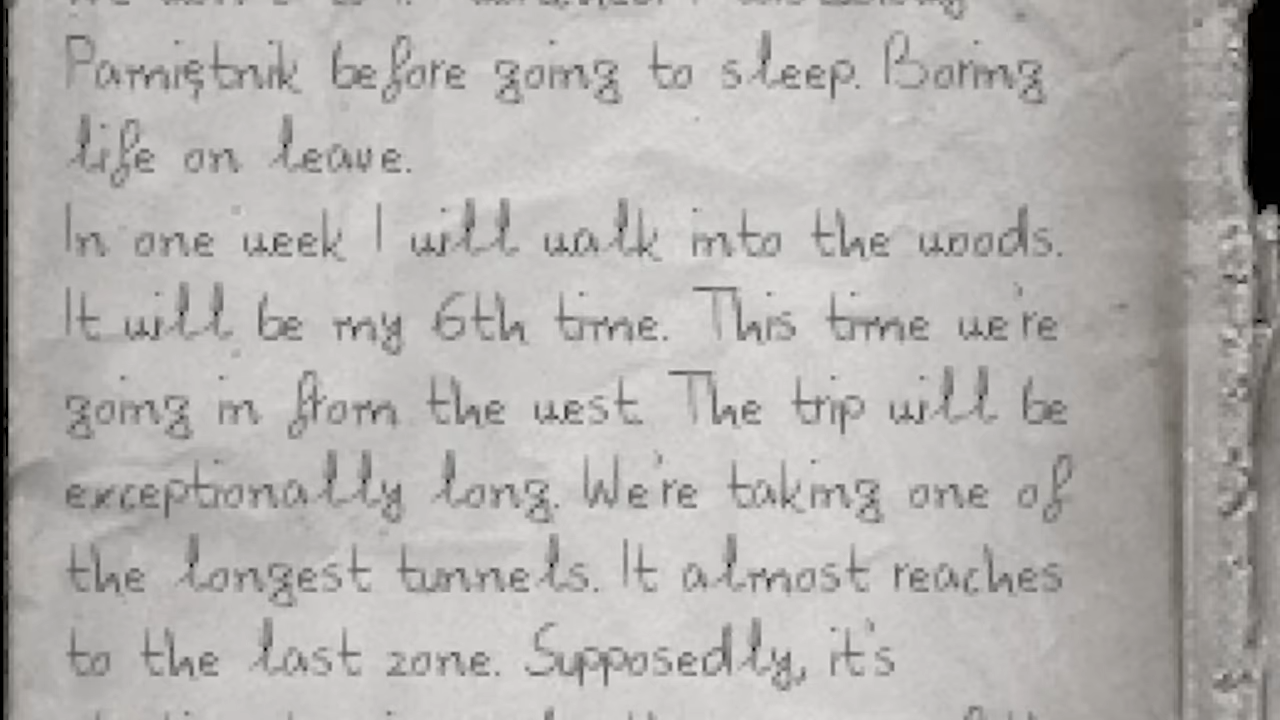 Pamiętnik before going to sleep. Boring
life on leave.
In one week I will walk into the woods.
It will be my 6th time. This time we're
going in from the west. The trip will be
exceptionally long. We're taking one of
the longest tunnels. It almost reaches
to the last zone. Supposedly, it's